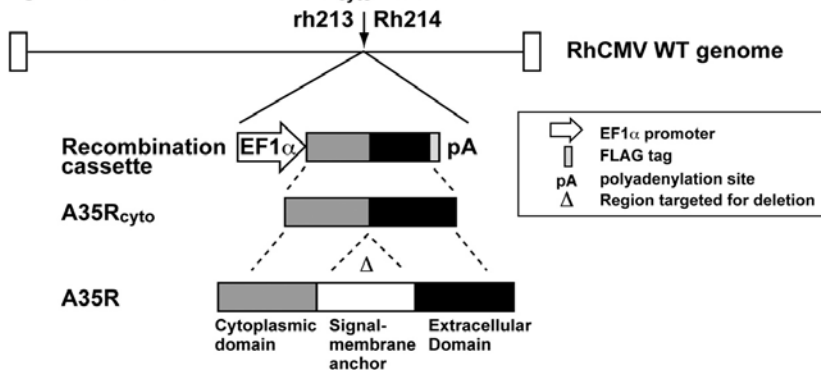 rh213 Rh214
RhCMV WT genome
Recombination
cassette
EF1α
pA
EF1α promoter
FLAG tag
pA polyadenylation site
Δ Region targeted for deletion
A35Rcyto
Δ
A35R
Cytoplasmic
domain
Signal-
membrane
anchor
Extracellular
Domain